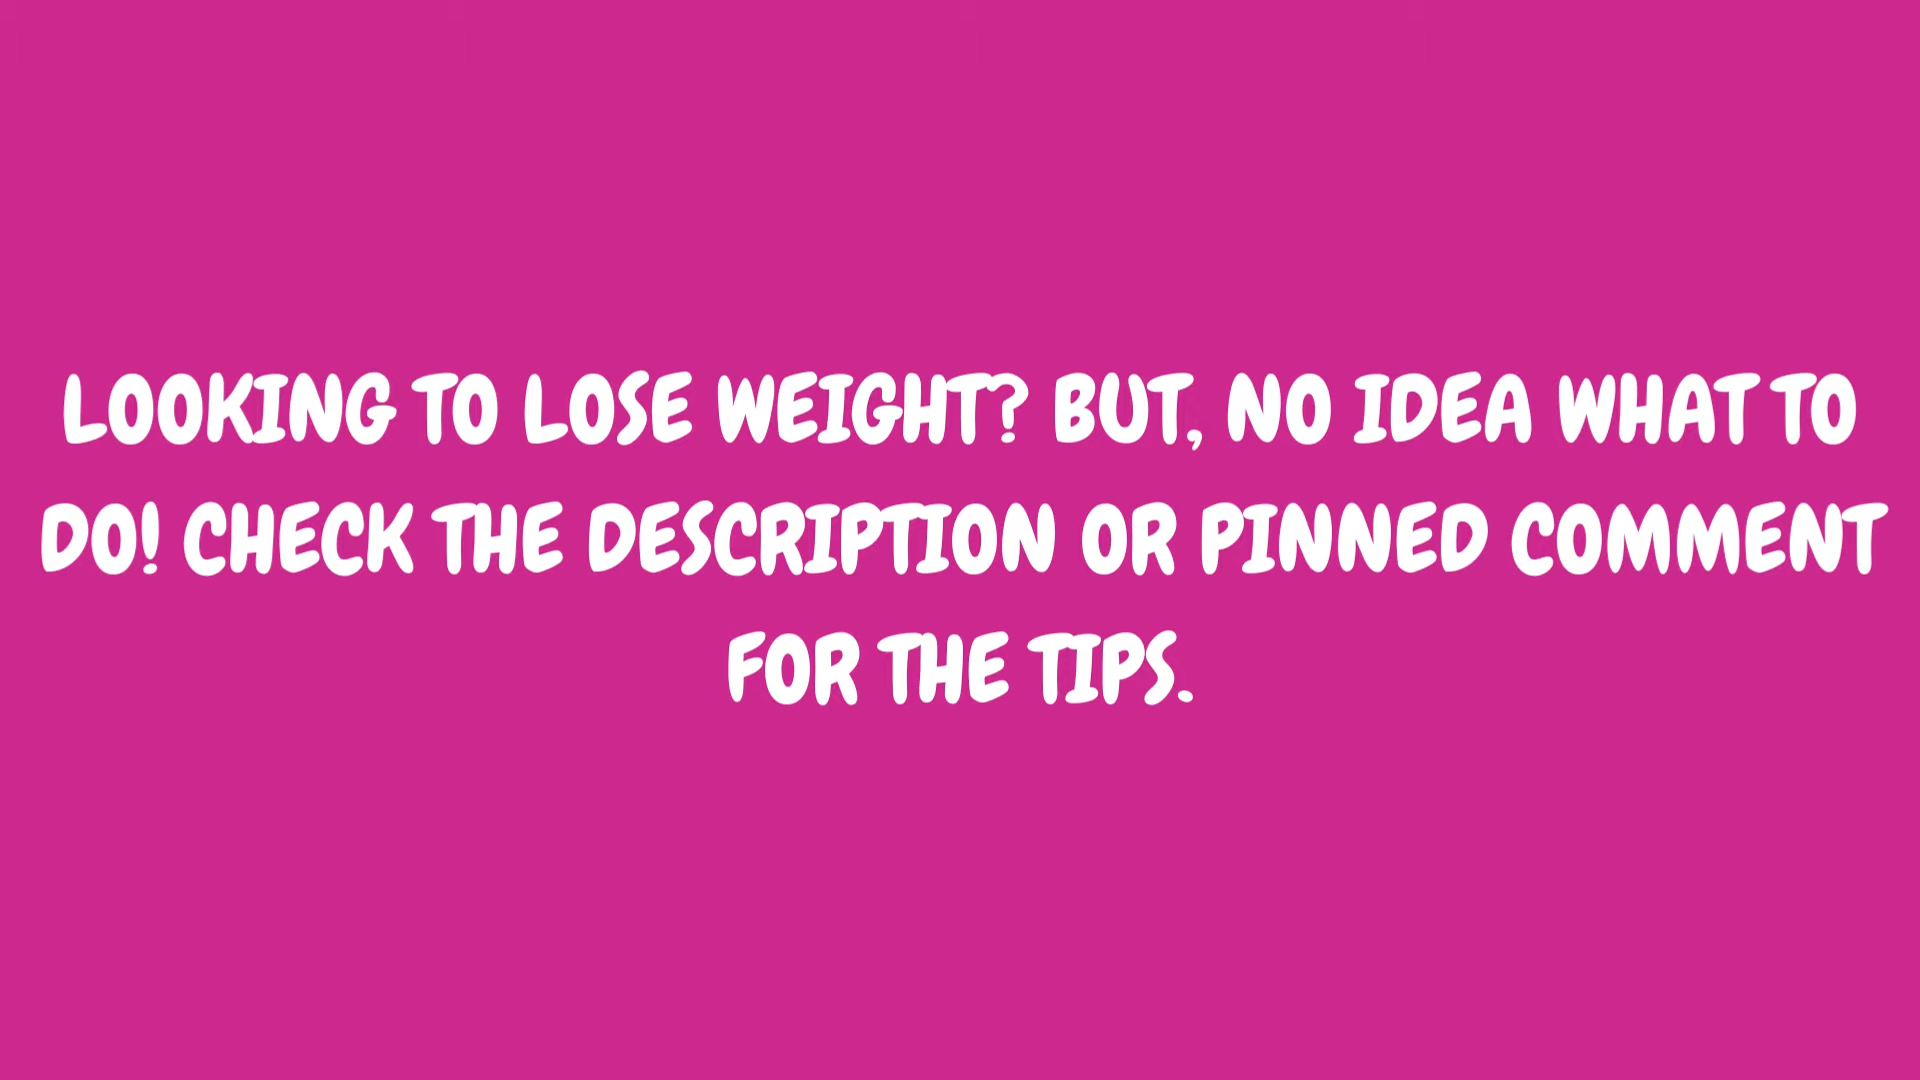 LOOKING TO LOSE WEIGHT? BUT, NO IDEA WHAT TO
DO! CHECK THE DESCRIPTION OR PINNED COMMENT
FOR THE TIPS.